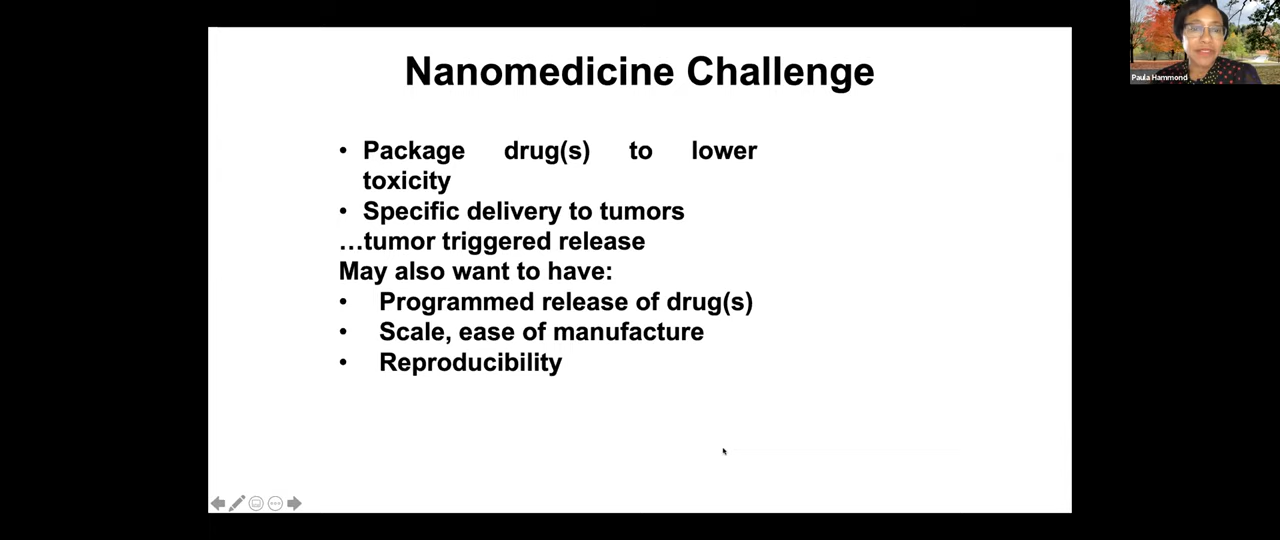 Nanomedicine Challenge
• Package drug(s) to lower
toxicity
• Specific delivery to tumors
…tumor triggered release
May also want to have:
• Programmed release of drug(s)
• Scale, ease of manufacture
• Reproducibility
Paula Hammond